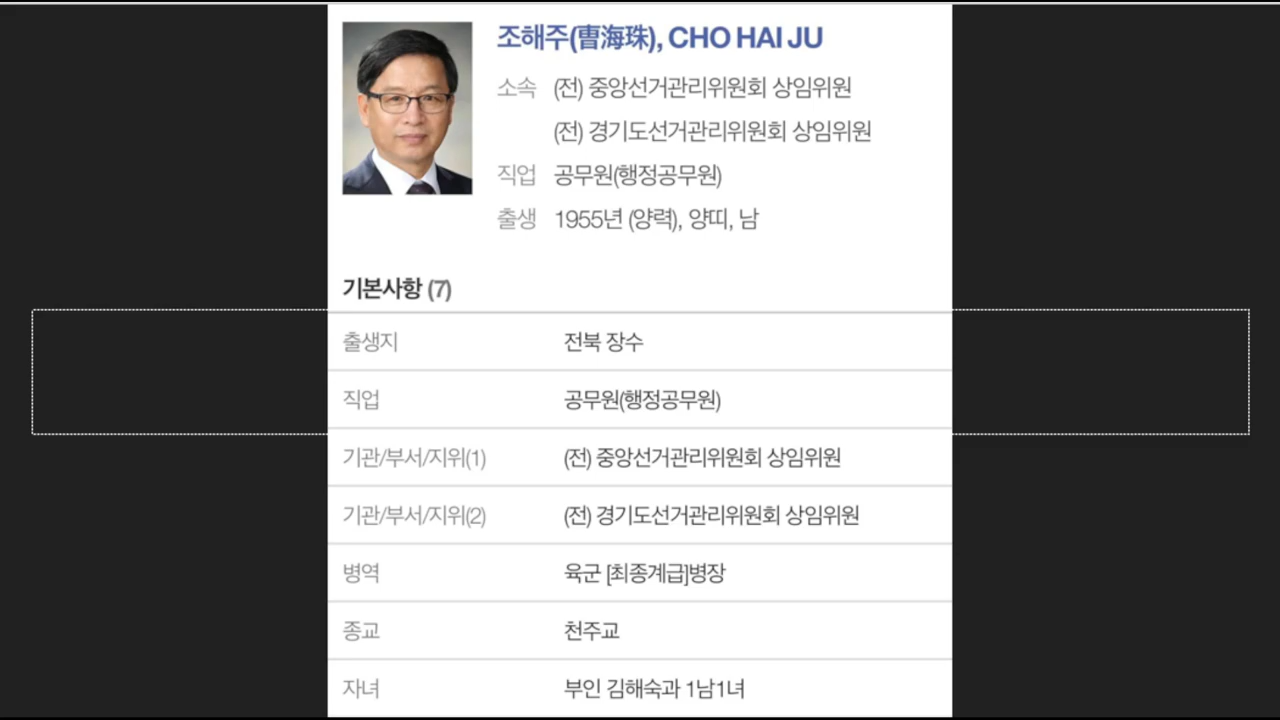 조해주(曺海珠), CHO HAI JU
소속 (전) 중앙선거관리위원회 상임위원
(전) 경기도선거관리위원회 상임위원
직업 공무원(행정공무원)
출생 1955년 (양력), 양띠, 남
기본사항 (7)
출생지 전북 장수
직업 공무원(행정공무원)
기관/부서/지위(1) (전) 중앙선거관리위원회 상임위원
기관/부서/지위(2) (전) 경기도선거관리위원회 상임위원
병역 육군 [최종계급]병장
종교 천주교
자녀 부인 김해숙과 1남1녀